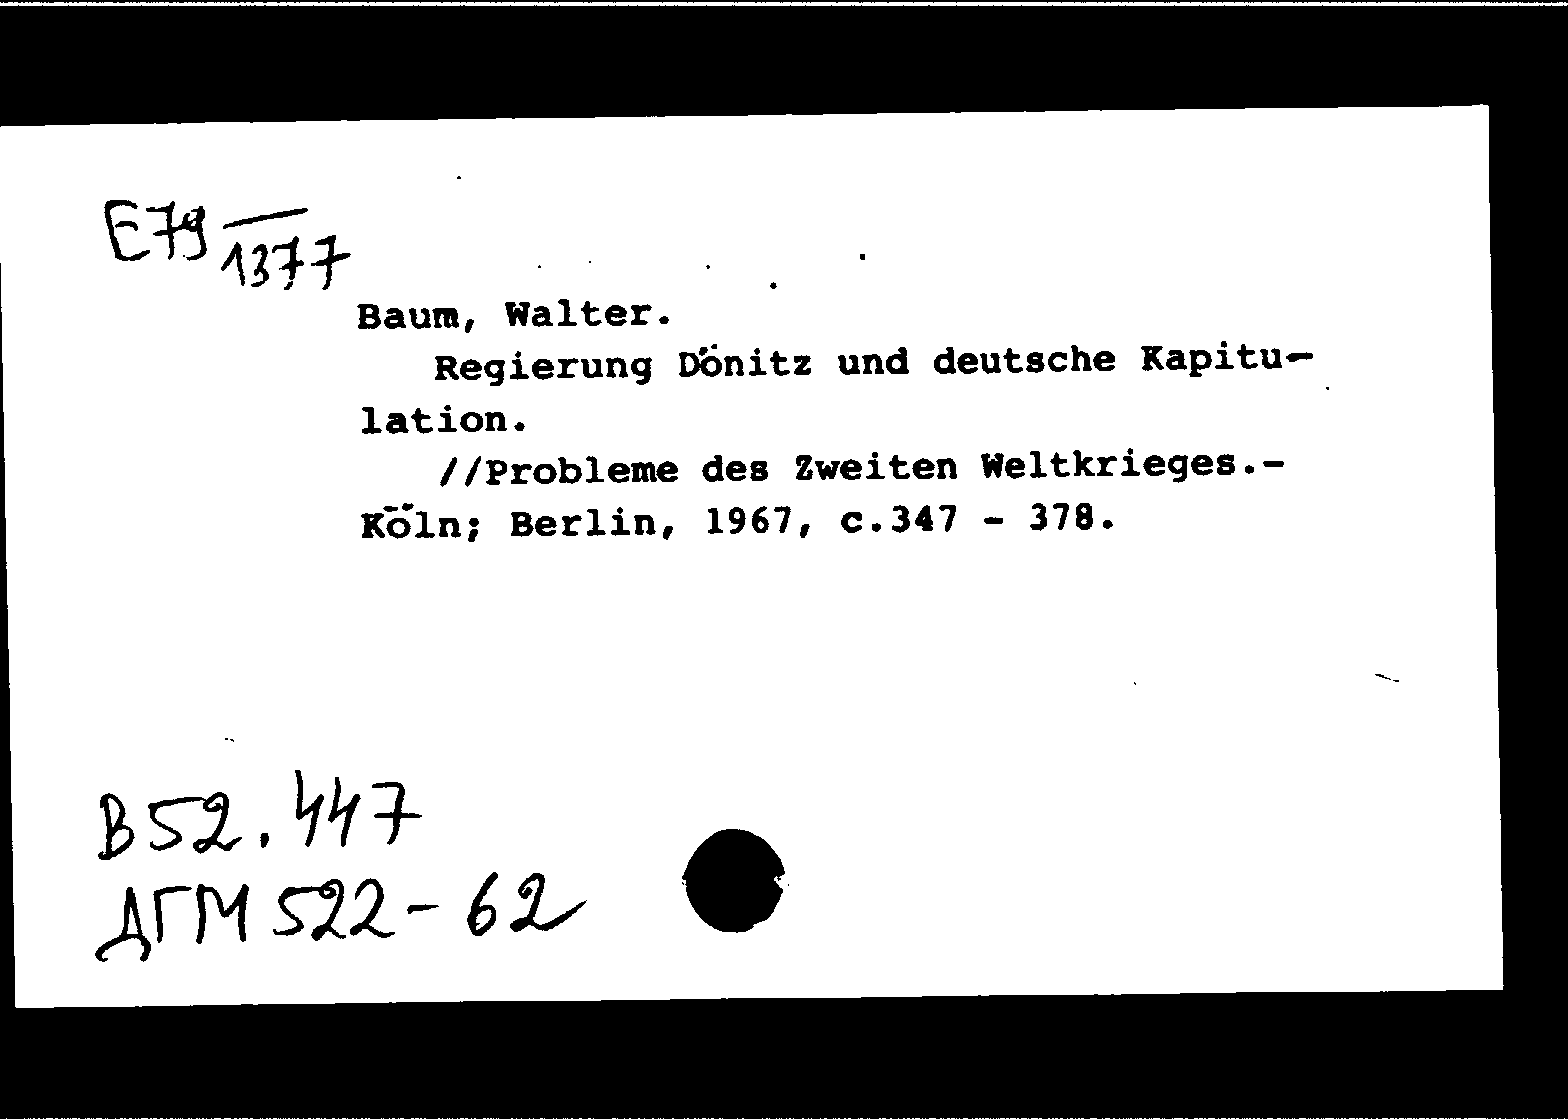 E79
1377
Baum, Walter.
Regierung Dönitz und deutsche Kapitu-
lation.
//Probleme des Zweiten Weltkrieges.-
Köln; Berlin, 1967, c.347 - 378.
B52.447
ДГМ 522-62